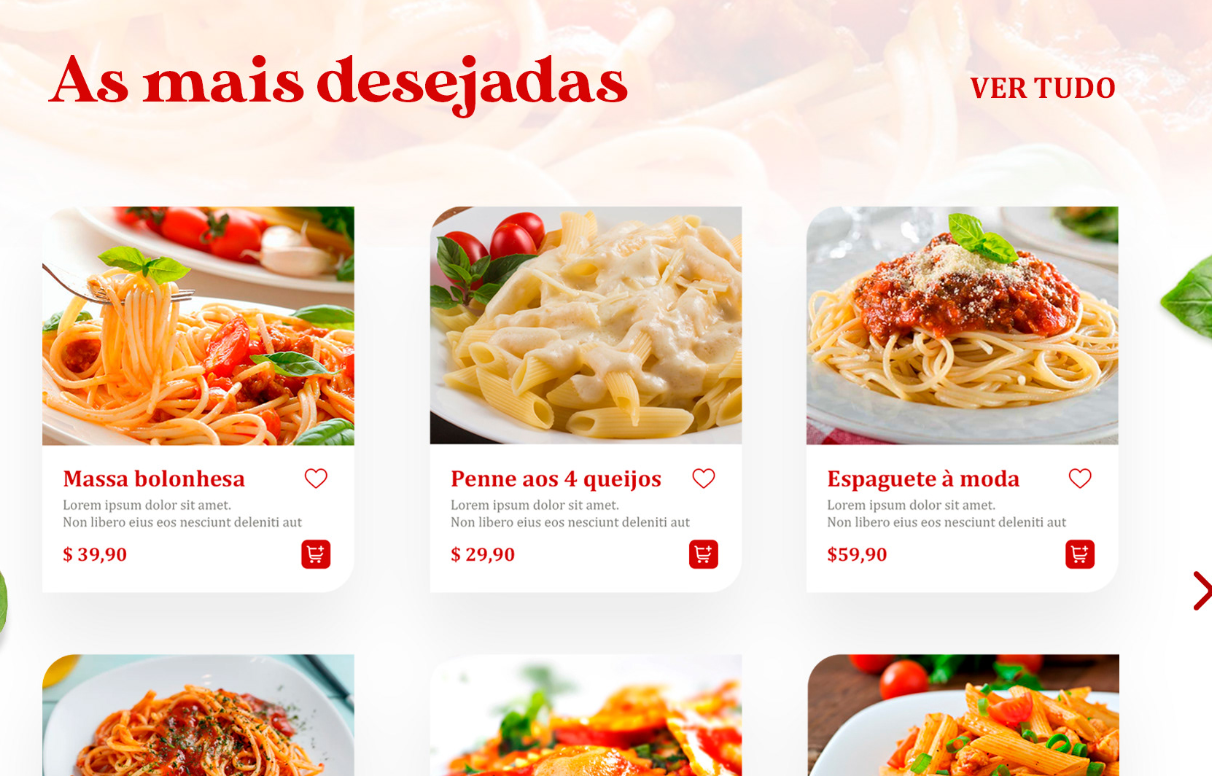 As mais desejadas
VER TUDO
Massa bolonhesa
Lorem ipsum dolor sit amet.
Non libero eius eos nesciunt deleniti aut
$ 39,90
Penne aos 4 queijos
Lorem ipsum dolor sit amet.
Non libero eius eos nesciunt deleniti aut
$ 29,90
Espaguete à moda
Lorem ipsum dolor sit amet.
Non libero eius eos nesciunt deleniti aut
$59,90